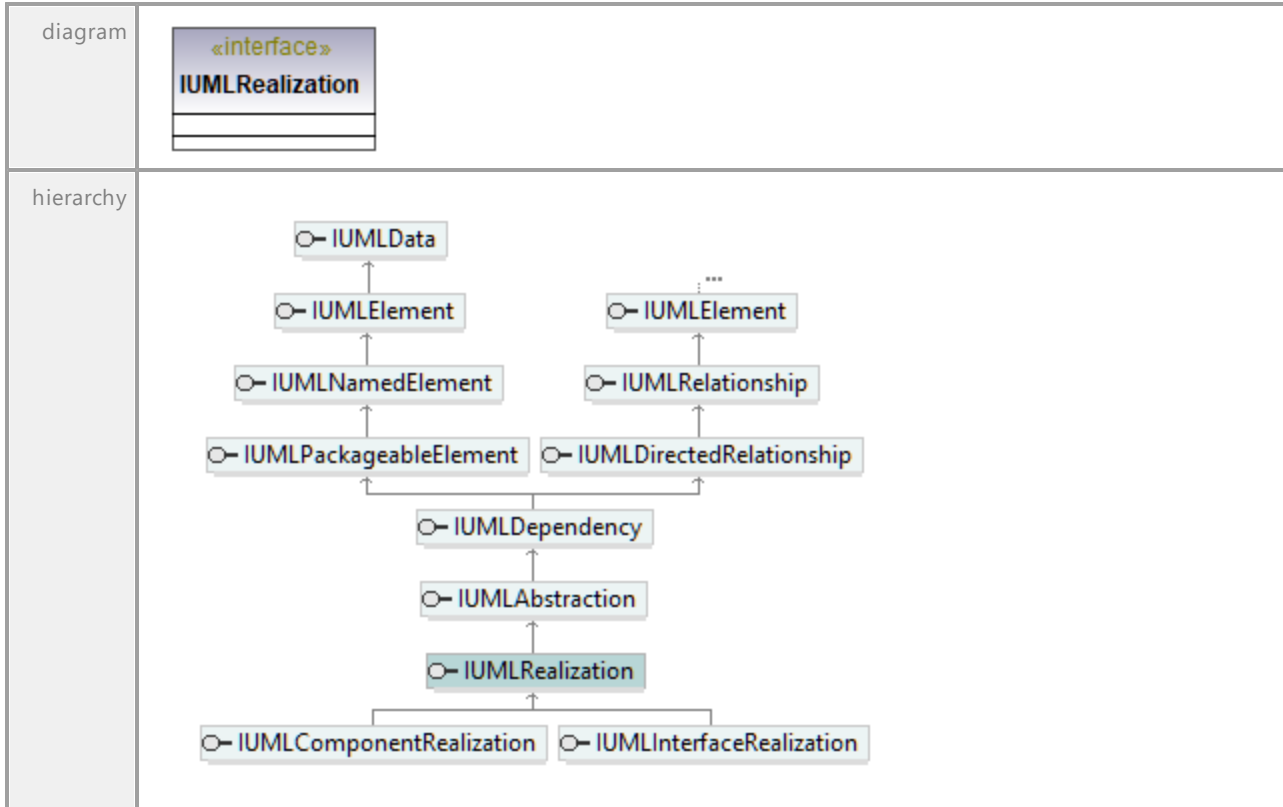 diagram
«interface»
IUMLRealization
hierarchy
IUMLData
...
IUMLElement IUMLElement
IUMLNamedElement IUMLRelationship
IUMLPackageableElement IUMLDirectedRelationship
IUMLDependency
IUMLAbstraction
IUMLRealization
IUMLComponentRealization IUMLInterfaceRealization